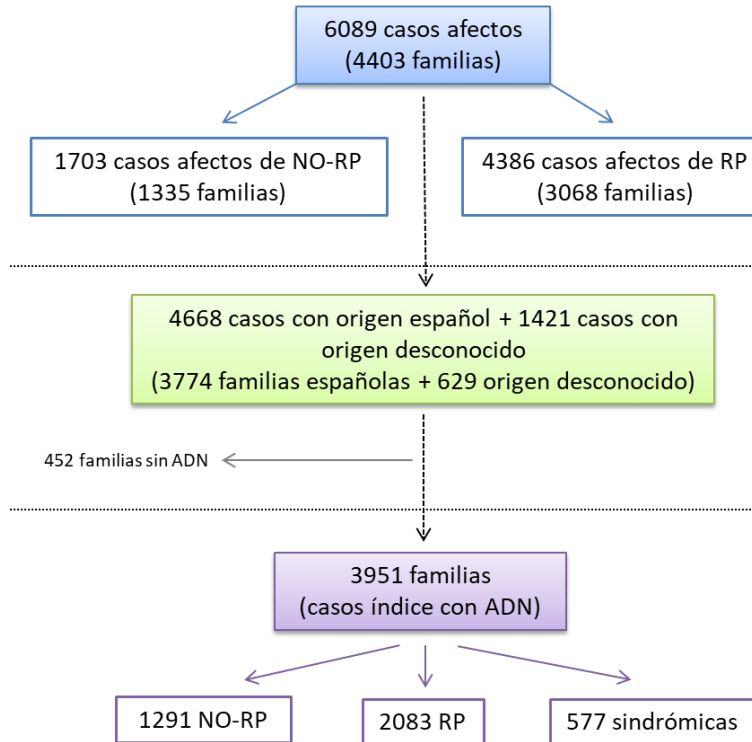 6089 casos afectos
(4403 familias)
1703 casos afectos de NO-RP
(1335 familias)
4386 casos afectos de RP
(3068 familias)
4668 casos con origen español + 1421 casos con
origen desconocido
(3774 familias españolas + 629 origen desconocido)
452 familias sin ADN
3951 familias
(casos índice con ADN)
1291 NO-RP
2083 RP
577 sindrómicas